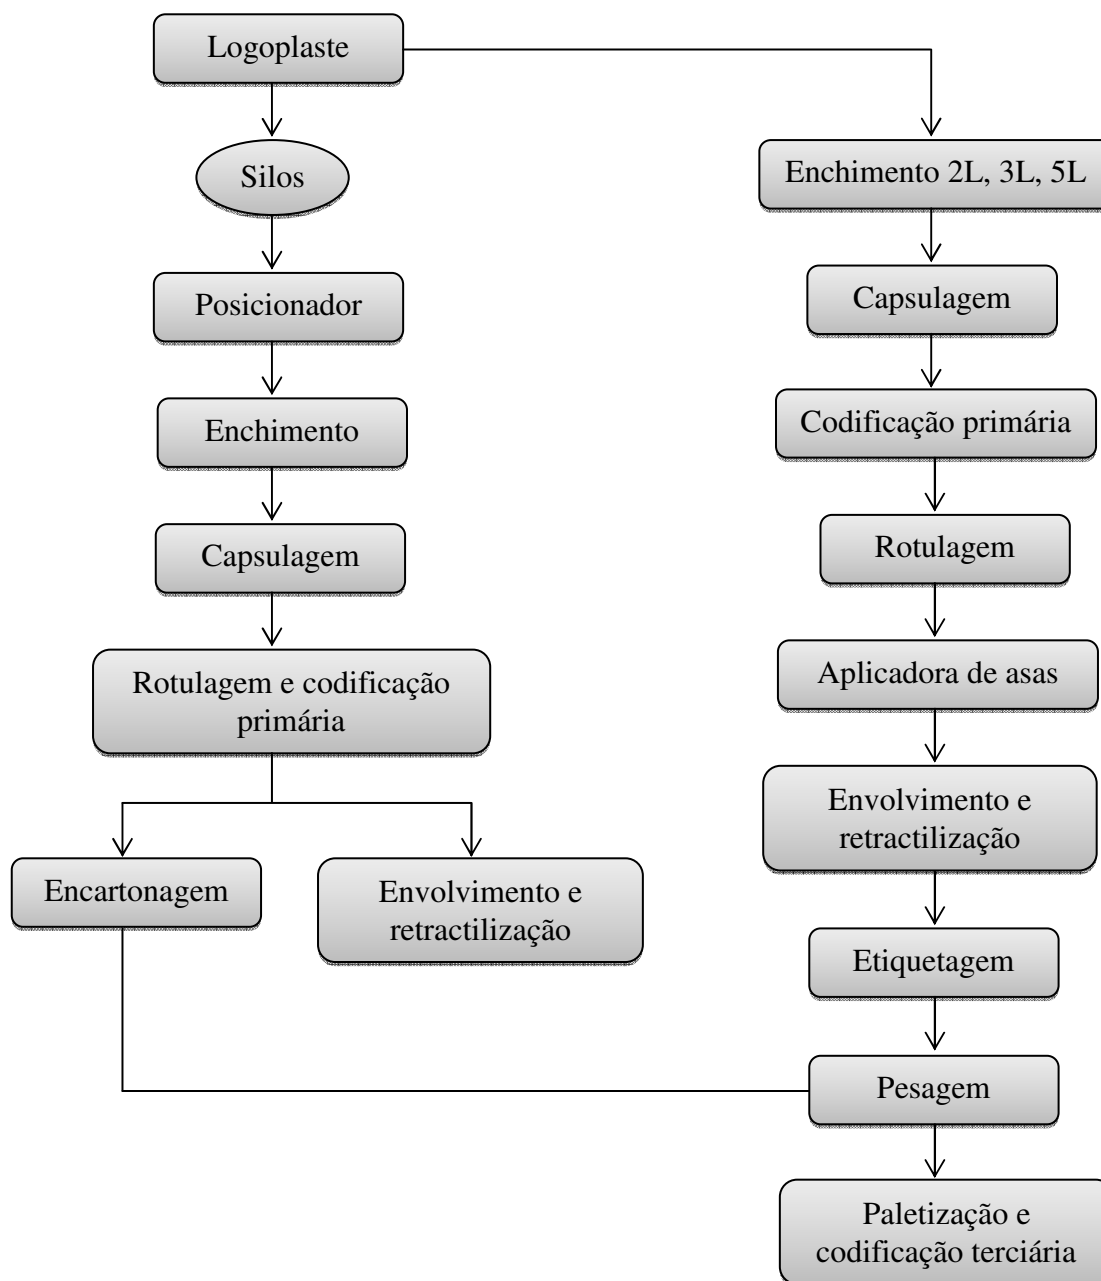 Logoplaste
Silos
Posicionador
Enchimento
Capsulagem
Rotulagem e codificação
primária
Encartonagem
Envolvimento e
retractilização
Enchimento 2L, 3L, 5L
Capsulagem
Codificação primária
Rotulagem
Aplicadora de asas
Envolvimento e
retractilização
Etiquetagem
Pesagem
Paletização e
codificação terciária